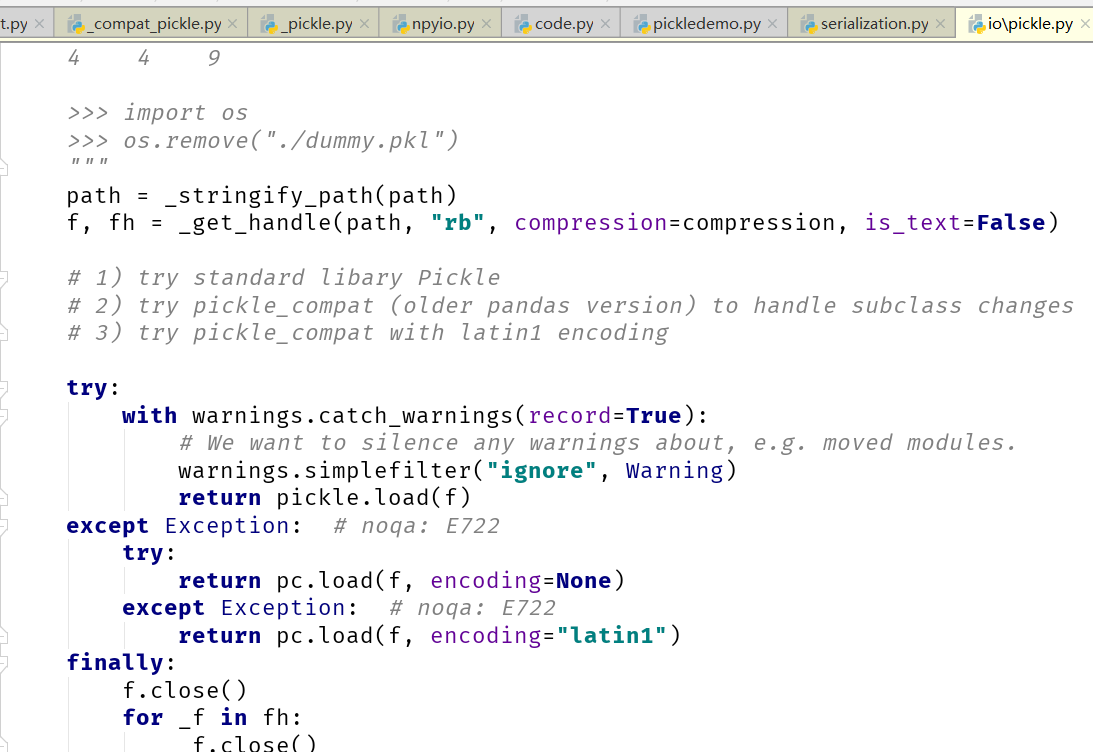 t.py _compat_pickle.py _pickle.py npyio.py code.py pickledemo.py serialization.py io\pickle.py
4 4 9
>>> import os
>>> os.remove("./dummy.pkl")
"""
path = _stringify_path(path)
f, fh = _get_handle(path, "rb", compression=compression, is_text=False)
# 1) try standard libary Pickle
# 2) try pickle_compat (older pandas version) to handle subclass changes
# 3) try pickle_compat with latin1 encoding
try:
with warnings.catch_warnings(record=True):
# We want to silence any warnings about, e.g. moved modules.
warnings.simplefilter("ignore", Warning)
return pickle.load(f)
except Exception: # noqa: E722
try:
return pc.load(f, encoding=None)
except Exception: # noqa: E722
return pc.load(f, encoding="latin1")
finally:
f.close()
for _f in fh:
_f.close()